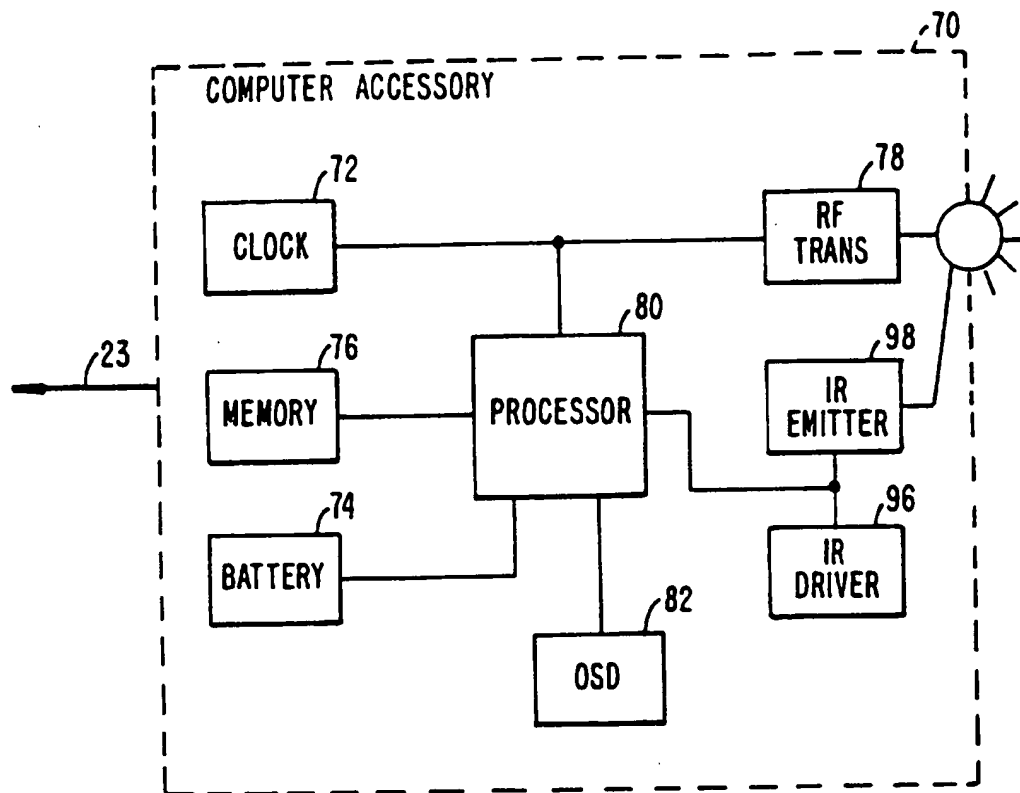 70
COMPUTER ACCESSORY
72
CLOCK
78
RF
TRANS
80
PROCESSOR
23
76
MEMORY
98
IR
EMITTER
74
BATTERY
96
IR
DRIVER
82
OSD